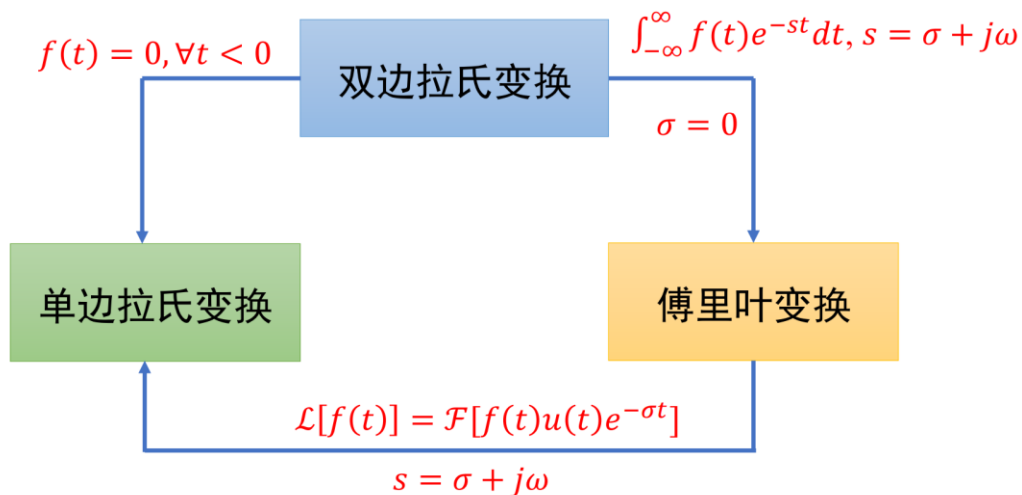 f(t) = 0, ∀t < 0
∫_{-∞}^{∞} f(t)e^{-st}dt, s = σ + jω
双边拉氏变换
σ = 0
单边拉氏变换
傅里叶变换
ℒ[f(t)] = ℱ[f(t)u(t)e^{-σt}]
s = σ + jω